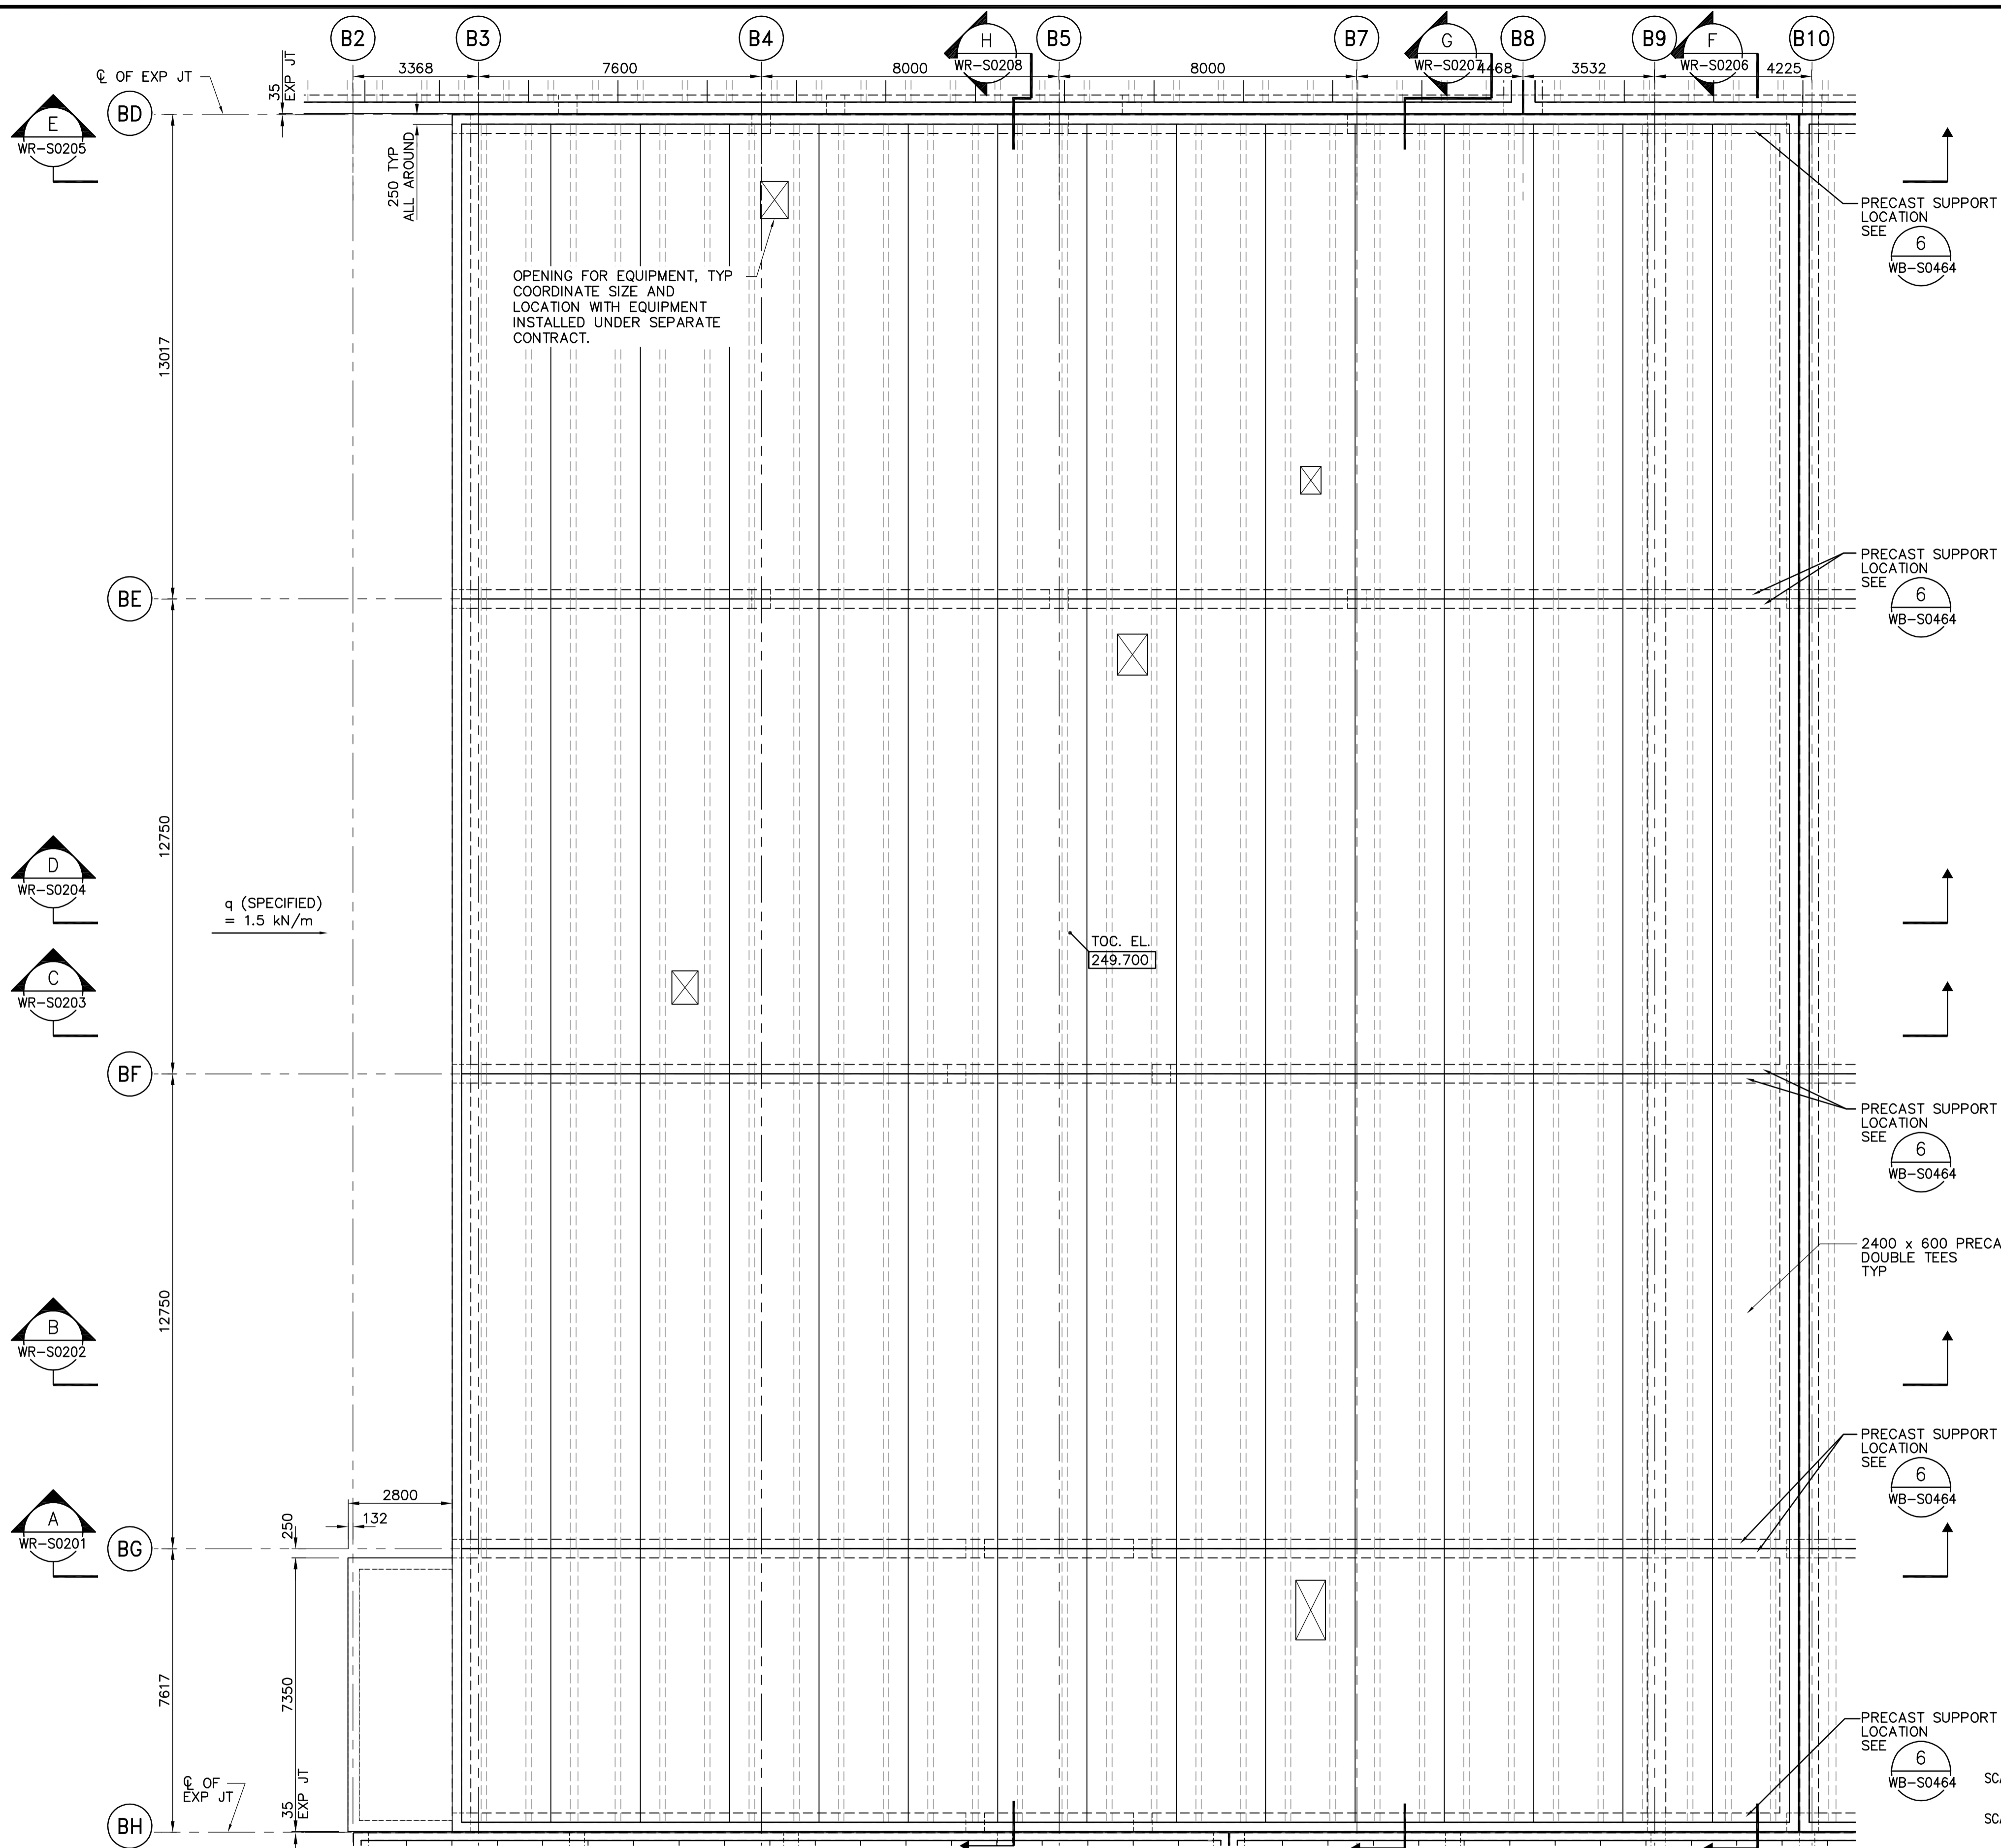 B2
B3
B4
H
WR-S0208
B5
B7
G
WR-S0207
B8
B9
F
WR-S0206
B10
3368
7600
8000
8000
4468
3532
4225
℄ OF EXP JT
35
EXP JT
BD
E
WR-S0205
250 TYP
ALL AROUND
PRECAST SUPPORT
LOCATION
SEE
6
WB-S0464
OPENING FOR EQUIPMENT, TYP
COORDINATE SIZE AND
LOCATION WITH EQUIPMENT
INSTALLED UNDER SEPARATE
CONTRACT.
13017
BE
PRECAST SUPPORT
LOCATION
SEE
6
WB-S0464
12750
D
WR-S0204
q (SPECIFIED)
= 1.5 kN/m
TOC. EL.
249.700
C
WR-S0203
BF
PRECAST SUPPORT
LOCATION
SEE
6
WB-S0464
2400 x 600 PRECA
DOUBLE TEES
TYP
12750
B
WR-S0202
PRECAST SUPPORT
LOCATION
SEE
6
WB-S0464
2800
132
250
A
WR-S0201
BG
7617
7350
PRECAST SUPPORT
LOCATION
SEE
6
WB-S0464
℄ OF
EXP JT
35
EXP JT
BH